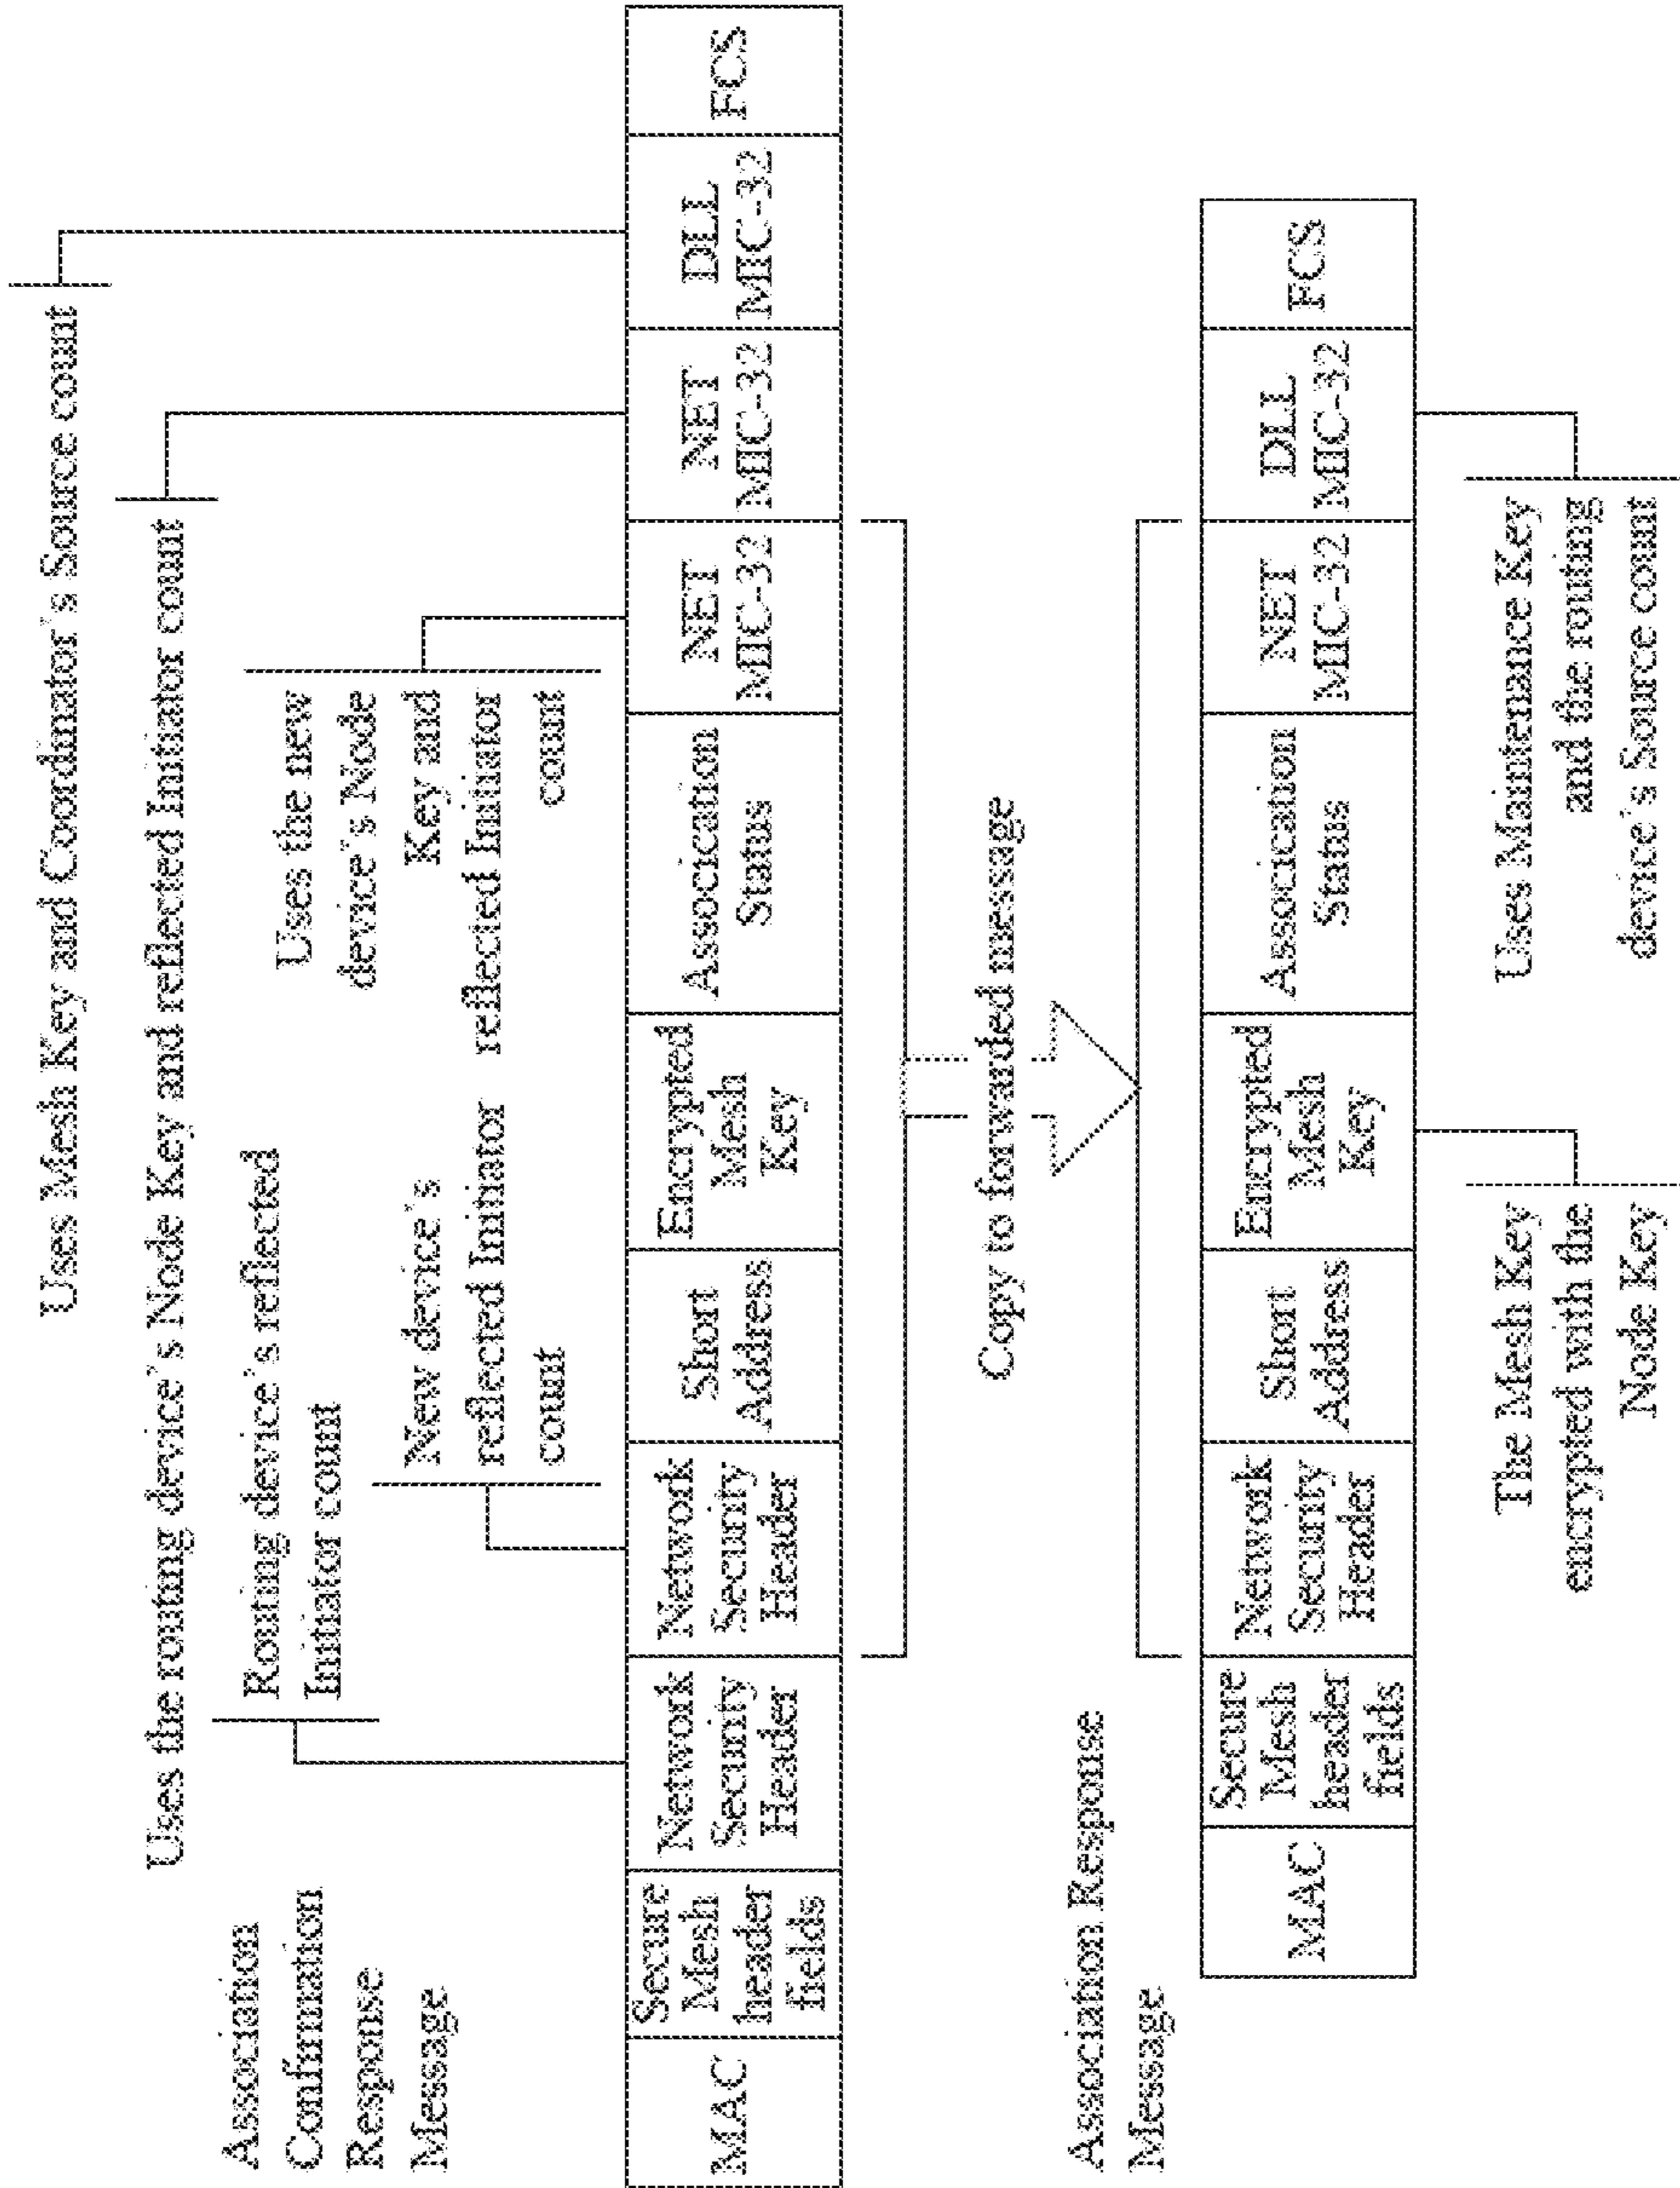 Uses Mesh Key and Coordinator's Source count
Uses the routing device's Node Key and reflected Initiator count
Association
Confirmation
Response
Message
Routing device's reflected
Initiator count
New device's
reflected Initiator
count
Uses the new
device's Node
Key and
reflected Initiator
count
MAC
Secure
Mesh
header
fields
Network
Security
Header
Network
Security
Header
Short
Address
Encrypted
Mesh
Key
Assocication
Status
NET
MIC-32
NET
MIC-32
DLL
MIC-32
FCS
Copy to forwarded message
Association Response
Message
MAC
Secure
Mesh
header
fields
Network
Security
Header
Short
Address
Encrypted
Mesh
Key
Assocication
Status
NET
MIC-32
DLL
MIC-32
FCS
The Mesh Key
encrypted with the
Node Key
Uses Maintenance Key
and the routing
device's Source count